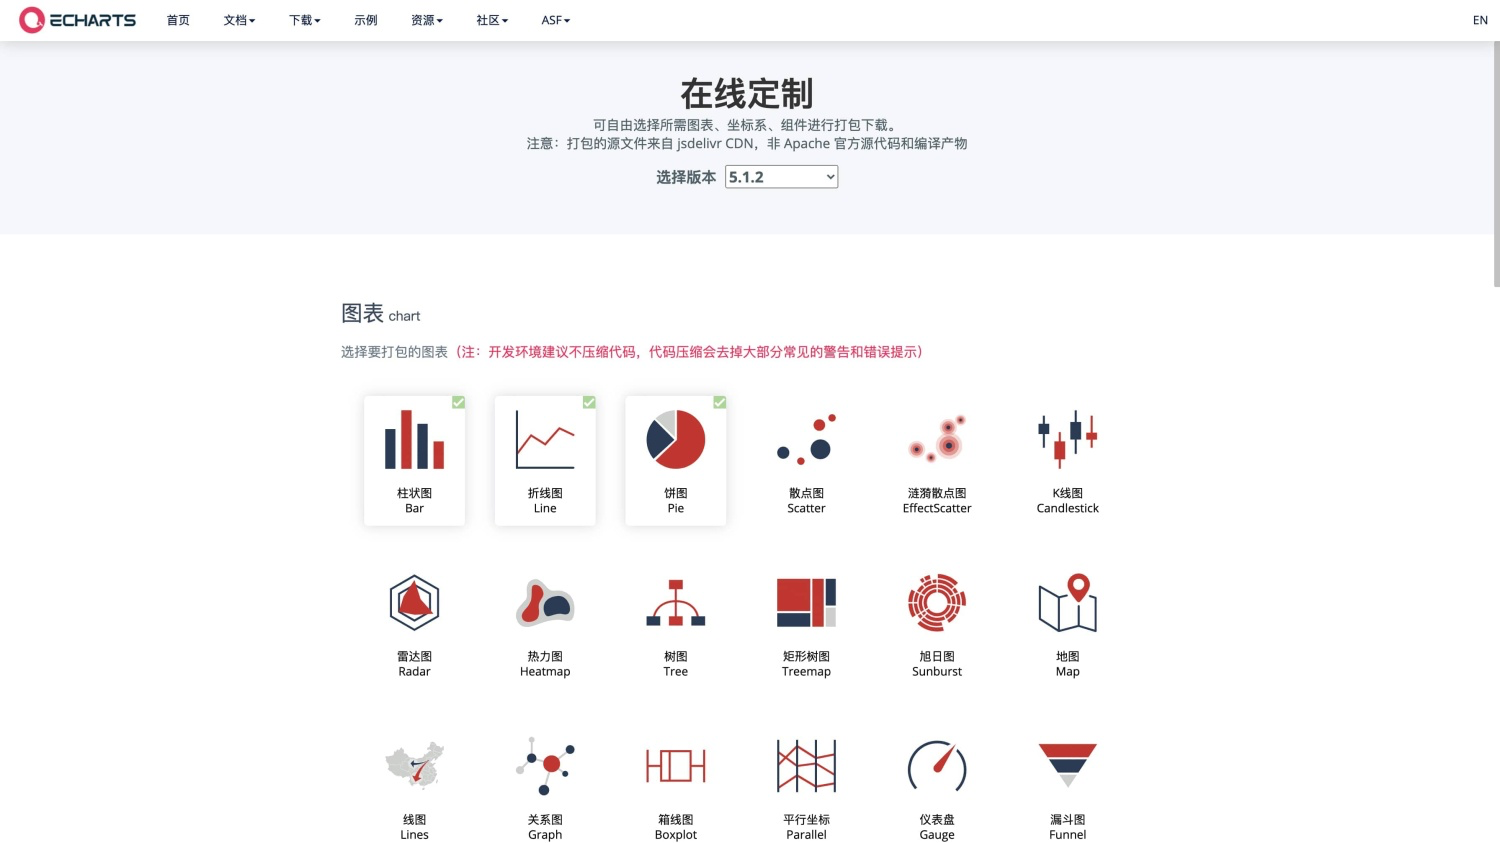 ECHARTS 首页 文档 下载 示例 资源 社区 ASF EN
在线定制
可自由选择所需图表、坐标系、组件进行打包下载。
注意：打包的源文件来自 jsdelivr CDN，非 Apache 官方源代码和编译产物
选择版本 5.1.2
图表 chart
选择要打包的图表（注：开发环境建议不压缩代码，代码压缩会去掉大部分常见的警告和错误提示）
柱状图 折线图 饼图 散点图 涟漪散点图 K线图
Bar Line Pie Scatter EffectScatter Candlestick
雷达图 热力图 树图 矩形树图 旭日图 地图
Radar Heatmap Tree Treemap Sunburst Map
线图 关系图 箱线图 平行坐标 仪表盘 漏斗图
Lines Graph Boxplot Parallel Gauge Funnel